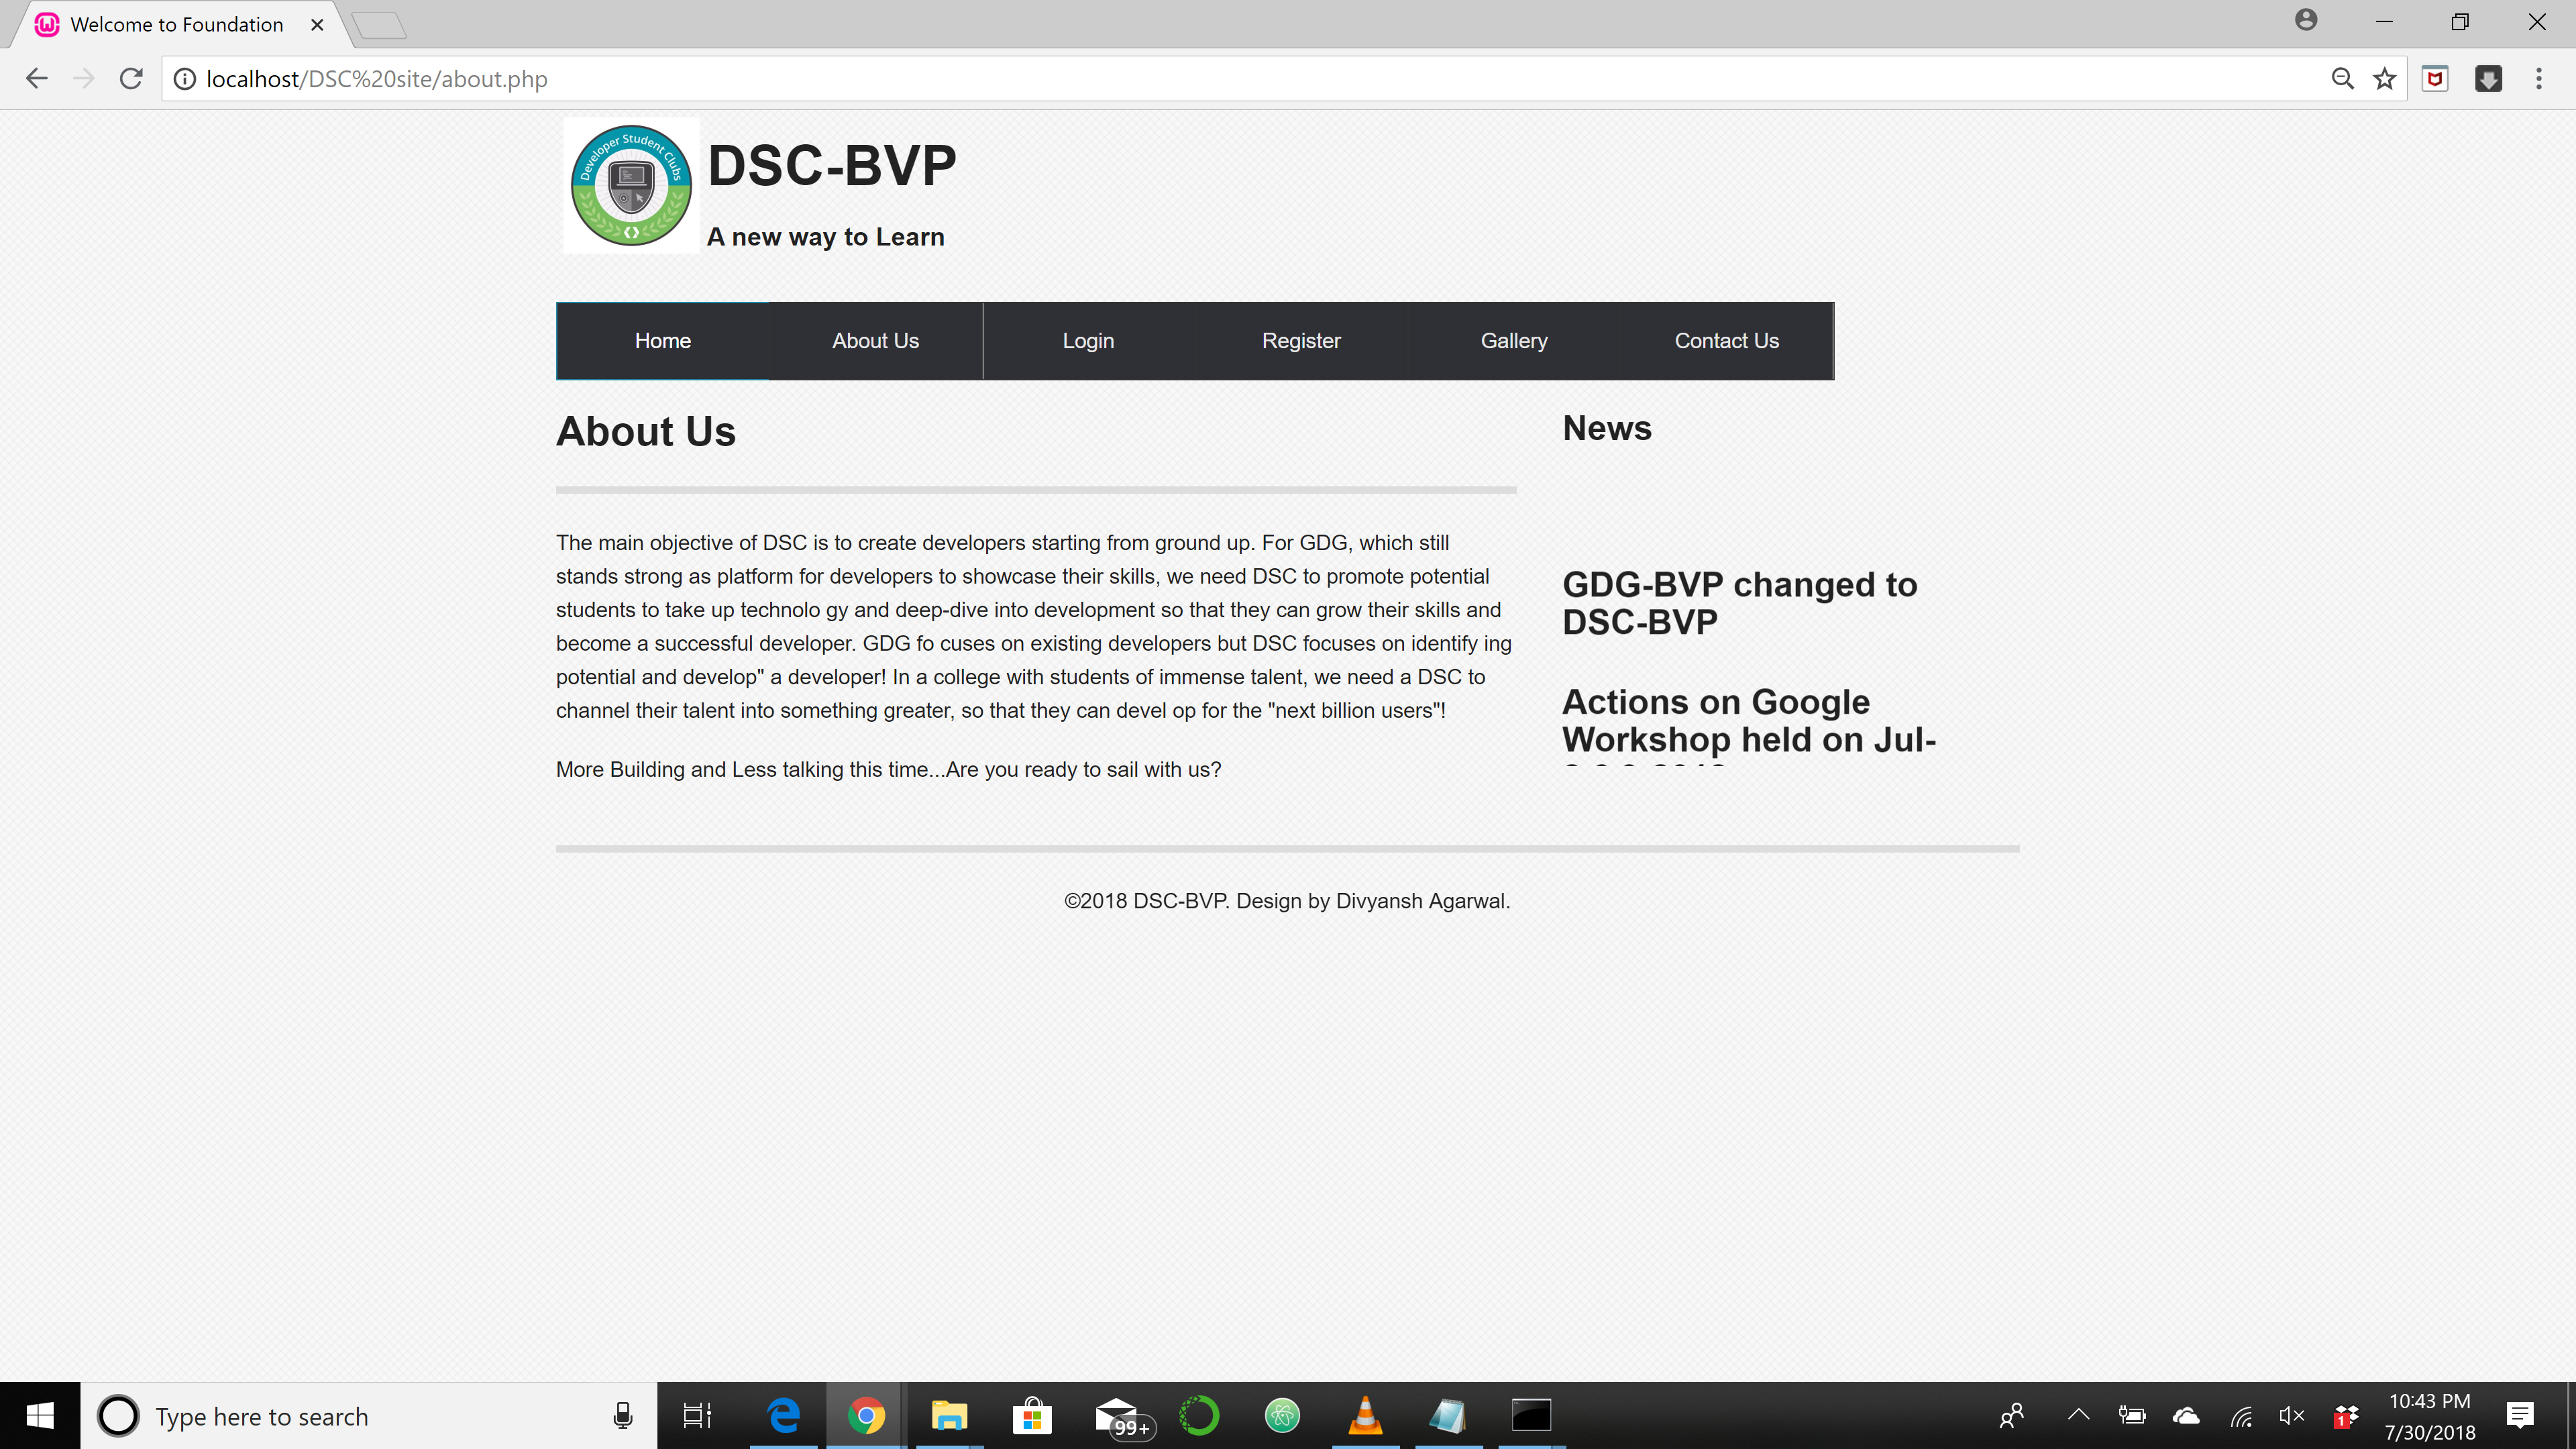 Welcome to Foundation
localhost/DSC%20site/about.php
Developer Student Clubs
DSC-BVP
A new way to Learn
Home About Us Login Register Gallery Contact Us
About Us
The main objective of DSC is to create developers starting from ground up. For GDG, which still
stands strong as platform for developers to showcase their skills, we need DSC to promote potential
students to take up technolo gy and deep-dive into development so that they can grow their skills and
become a successful developer. GDG fo cuses on existing developers but DSC focuses on identify ing
potential and develop" a developer! In a college with students of immense talent, we need a DSC to
channel their talent into something greater, so that they can devel op for the "next billion users"!
More Building and Less talking this time...Are you ready to sail with us?
News
GDG-BVP changed to
DSC-BVP
Actions on Google
Workshop held on Jul-
©2018 DSC-BVP. Design by Divyansh Agarwal.
Type here to search
99+
1
10:43 PM
7/30/2018